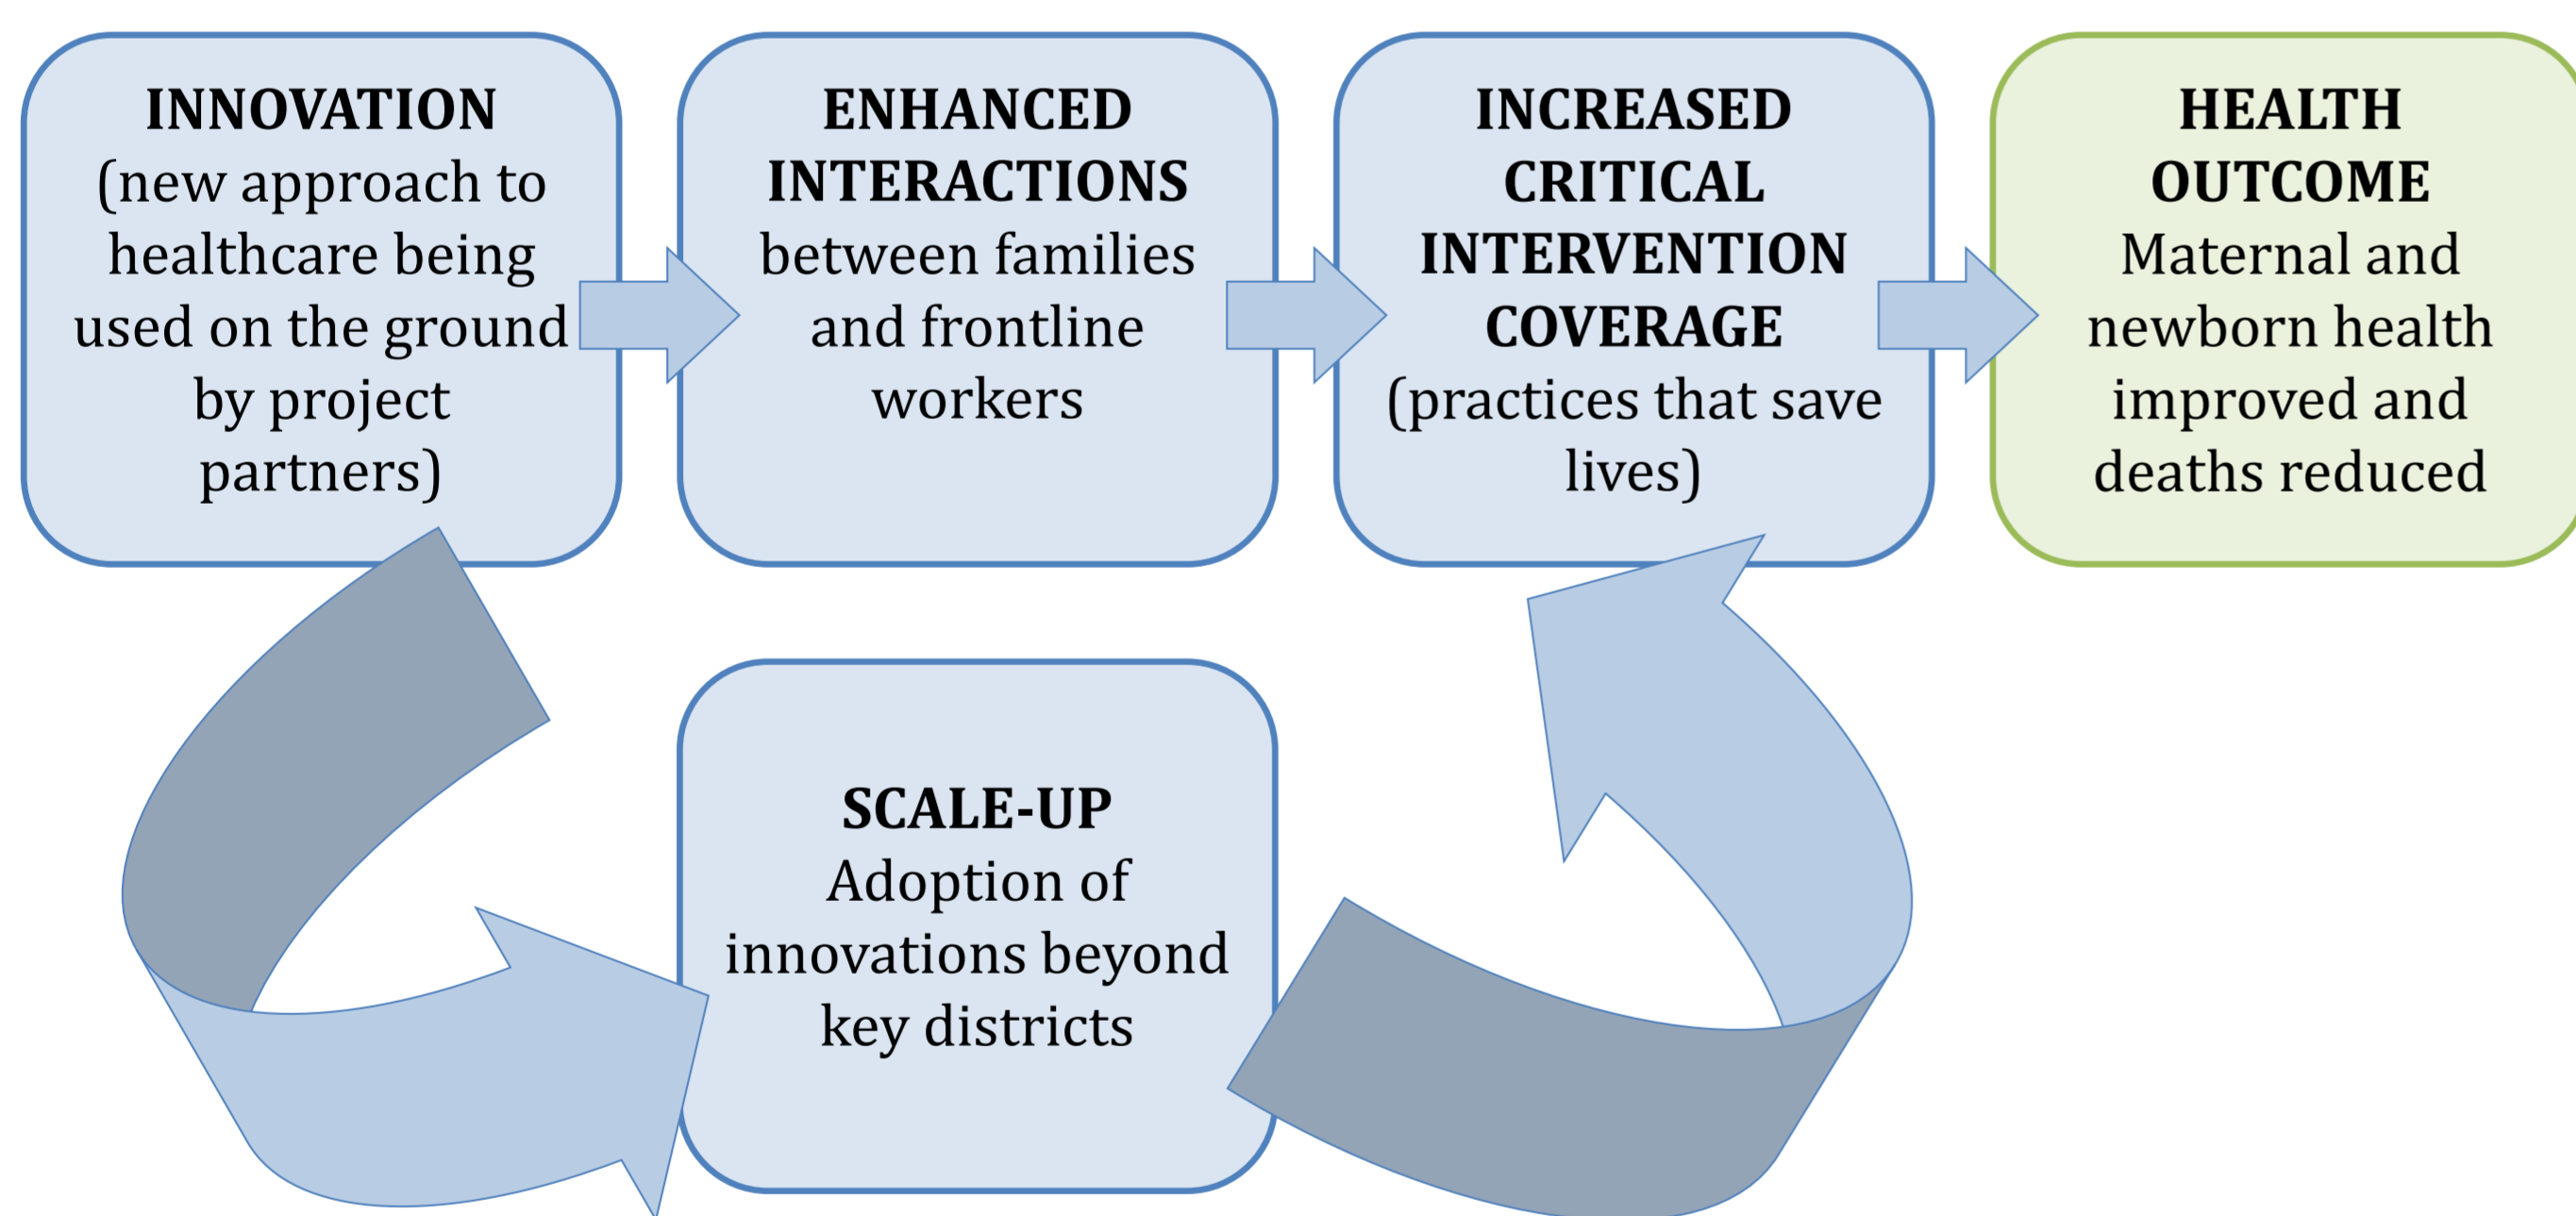 INNOVATION
(new approach to
healthcare being
used on the ground
by project
partners)
ENHANCED
INTERACTIONS
between families
and frontline
workers
INCREASED
CRITICAL
INTERVENTION
COVERAGE
(practices that save
lives)
HEALTH
OUTCOME
Maternal and
newborn health
improved and
deaths reduced
SCALE-UP
Adoption of
innovations beyond
key districts